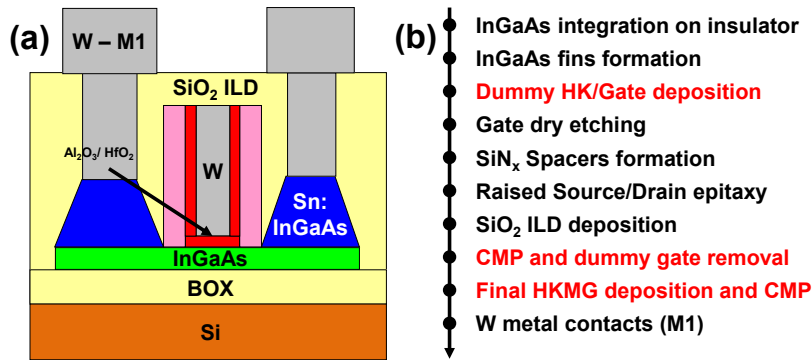 (a)
W – M1
SiO₂ ILD
Al₂O₃/ HfO₂
W
Sn:
InGaAs
InGaAs
BOX
Si
(b)
InGaAs integration on insulator
InGaAs fins formation
Dummy HK/Gate deposition
Gate dry etching
SiNₓ Spacers formation
Raised Source/Drain epitaxy
SiO₂ ILD deposition
CMP and dummy gate removal
Final HKMG deposition and CMP
W metal contacts (M1)